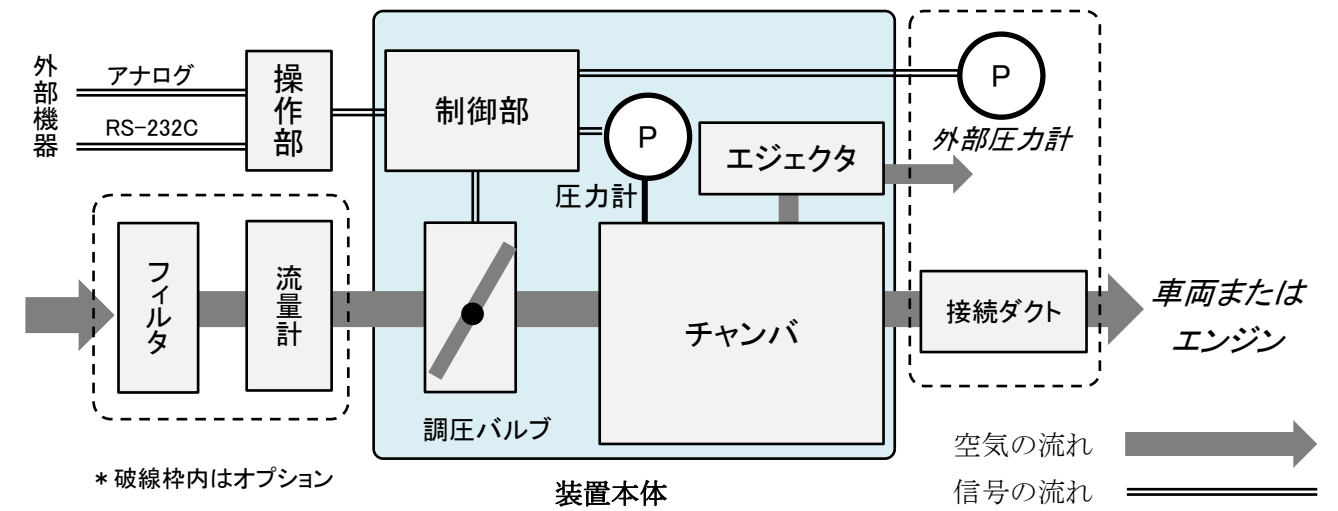 外部機器
アナログ
RS-232C
操作部
制御部
P
圧力計
エジェクタ
P
外部圧力計
フィルタ
流量計
調圧バルブ
チャンバ
接続ダクト
車両または
エンジン
空気の流れ
信号の流れ
* 破線枠内はオプション
装置本体